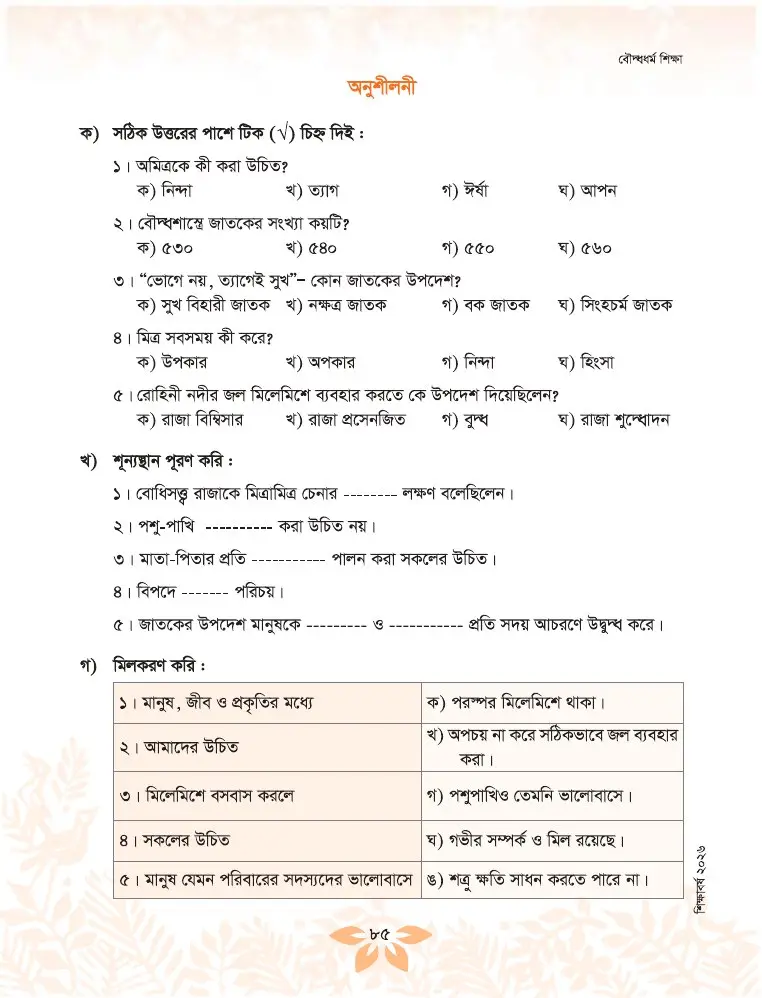 বৌদ্ধধর্ম শিক্ষা
অনুশীলনী
ক) সঠিক উত্তরের পাশে টিক (√) চিহ্ন দিই :
১। অমিত্রকে কী করা উচিত?
ক) নিন্দা খ) ত্যাগ গ) ঈর্ষা ঘ) আপন
২। বৌদ্ধশাস্ত্রে জাতকের সংখ্যা কয়টি?
ক) ৫৩০ খ) ৫৪০ গ) ৫৫০ ঘ) ৫৬০
৩। “ভোগে নয়, ত্যাগেই সুখ”– কোন জাতকের উপদেশ?
ক) সুখ বিহারী জাতক খ) নক্ষত্র জাতক গ) বক জাতক ঘ) সিংহচর্ম জাতক
৪। মিত্র সবসময় কী করে?
ক) উপকার খ) অপকার গ) নিন্দা ঘ) হিংসা
৫। রোহিনী নদীর জল মিলেমিশে ব্যবহার করতে কে উপদেশ দিয়েছিলেন?
ক) রাজা বিম্বিসার খ) রাজা প্রসেনজিত গ) বুদ্ধ ঘ) রাজা শুদ্ধোদন
খ) শূন্যস্থান পূরণ করি :
১। বোধিসত্ত্ব রাজাকে মিত্রামিত্র চেনার -------- লক্ষণ বলেছিলেন।
২। পশু-পাখি ---------- করা উচিত নয়।
৩। মাতা-পিতার প্রতি ----------- পালন করা সকলের উচিত।
৪। বিপদে ------- পরিচয়।
৫। জাতকের উপদেশ মানুষকে --------- ও ----------- প্রতি সদয় আচরণে উদ্বুদ্ধ করে।
গ) মিলকরণ করি :
১। মানুষ, জীব ও প্রকৃতির মধ্যে ক) পরস্পর মিলেমিশে থাকা।
২। আমাদের উচিত খ) অপচয় না করে সঠিকভাবে জল ব্যবহার
করা।
৩। মিলেমিশে বসবাস করলে গ) পশুপাখিও তেমনি ভালোবাসে।
৪। সকলের উচিত ঘ) গভীর সম্পর্ক ও মিল রয়েছে।
৫। মানুষ যেমন পরিবারের সদস্যদের ভালোবাসে ঙ) শত্রু ক্ষতি সাধন করতে পারে না।
শিক্ষাবর্ষ ২০২৬
৮৫